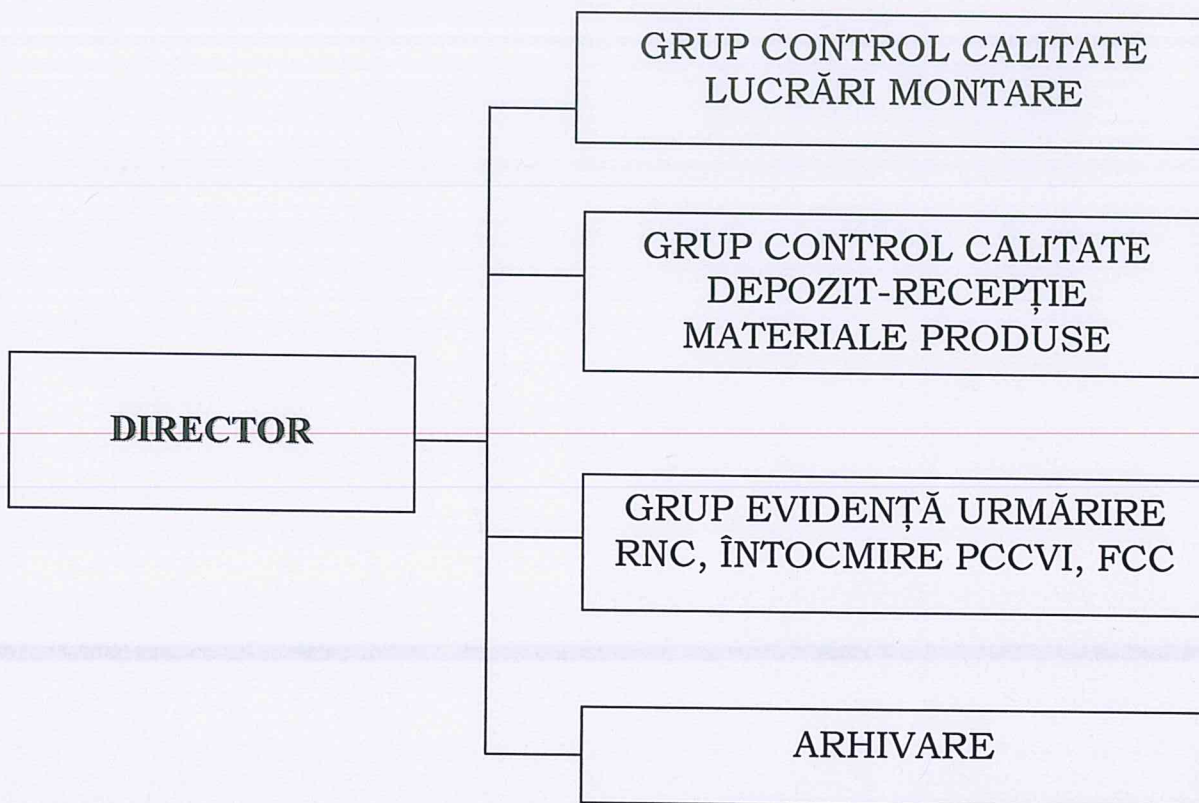 GRUP CONTROL CALITATE
LUCRĂRI MONTARE
GRUP CONTROL CALITATE
DEPOZIT-RECEPȚIE
MATERIALE PRODUSE
DIRECTOR
GRUP EVIDENȚĂ URMĂRIRE
RNC, ÎNTOCMIRE PCCVI, FCC
ARHIVARE